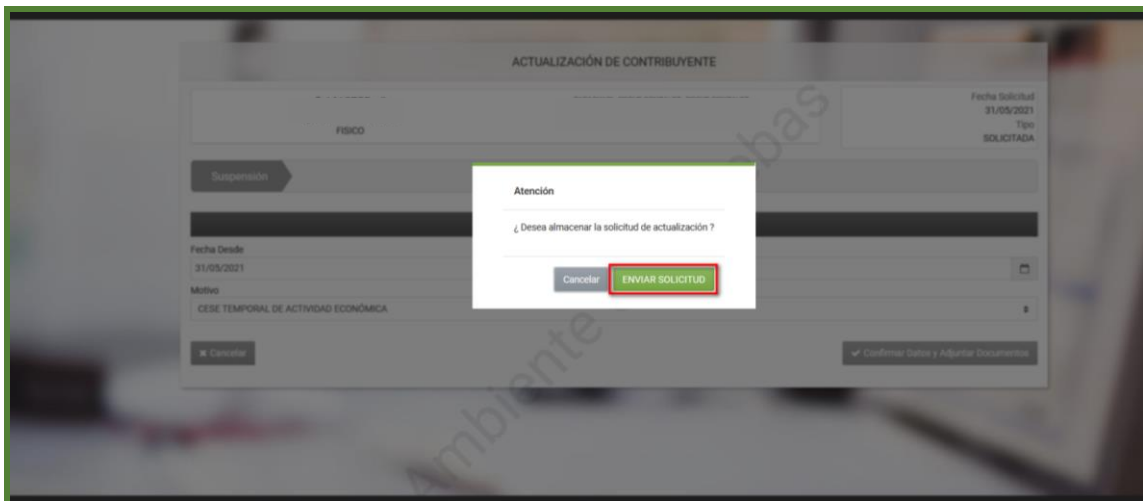 ACTUALIZACIÓN DE CONTRIBUYENTE
Fecha Solicitud
31/05/2021
FISICO
Tipo
SOLICITADA
Suspensión
Atención
¿ Desea almacenar la solicitud de actualización ?
Fecha Desde
31/05/2021
Cancelar
ENVIAR SOLICITUD
Motivo
CESE TEMPORAL DE ACTIVIDAD ECONÓMICA
Cancelar
Confirmar Datos y Adjuntar Documentos
Ambiente